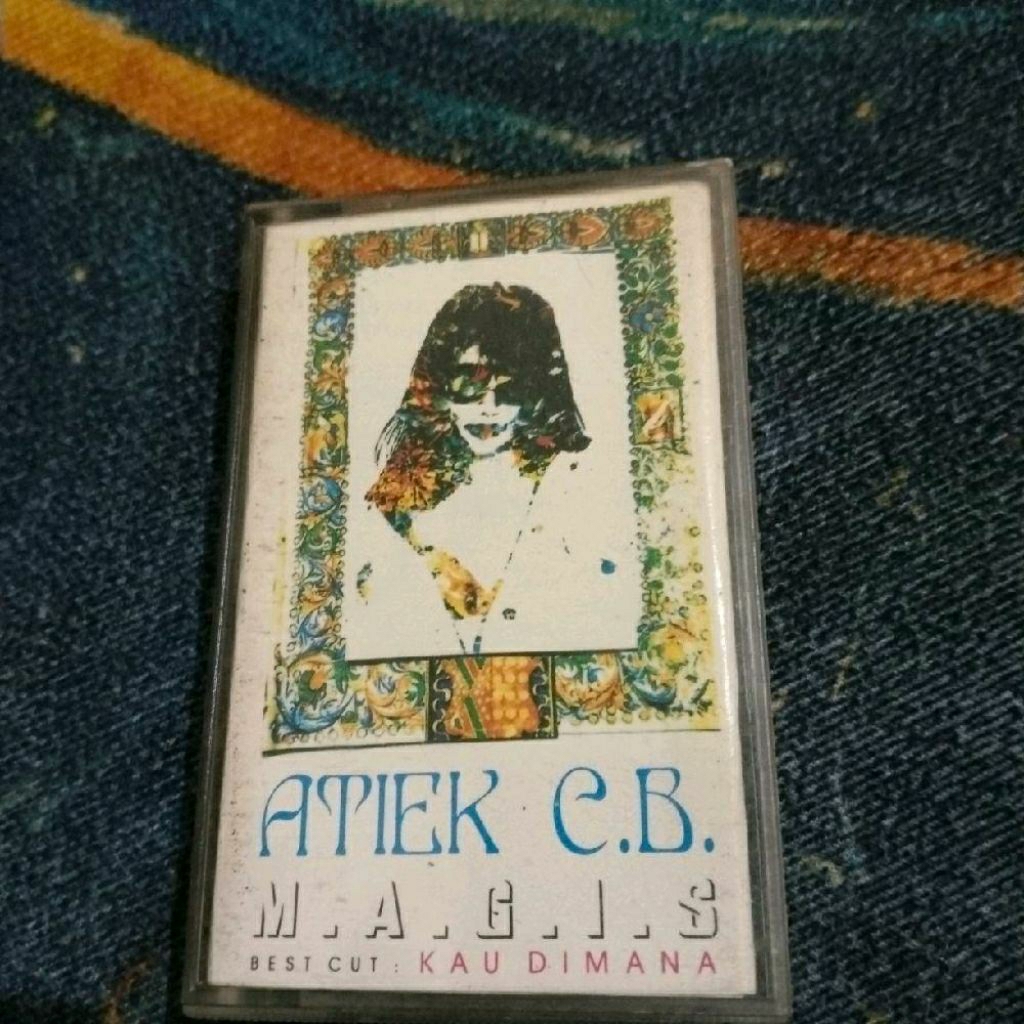 ATIEK C.B.
M.A.G.I.S
BEST CUT : KAU DIMANA